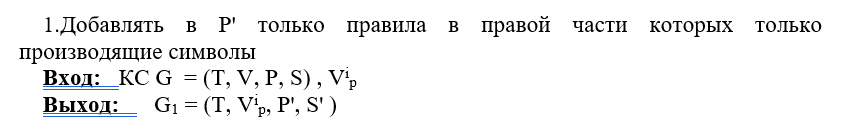 1.Добавлять в P' только правила в правой части которых только
производящие символы
Вход: КС G = (T, V, P, S) , Vⁱₚ
Выход: G₁ = (T, Vⁱₚ, P', S' )